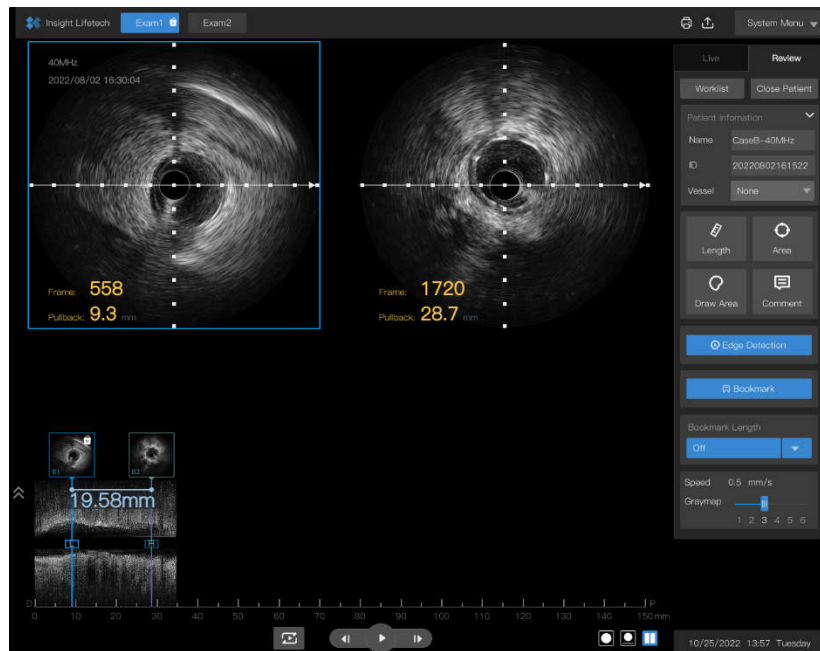 Insight Lifetech
Exam1
Exam2
System Menu
40MHz
2022/08/02 16:30:04
Frame: 558
Pullback: 9.3 mm
Frame: 1720
Pullback: 28.7 mm
Live
Review
Worklist
Close Patient
Patient Infomation
Name CaseB-40MHz
ID 20220802161522
Vessel None
Length
Area
Draw Area
Comment
Edge Detection
Bookmark
Bookmark Length
Off
Speed 0.5 mm/s
Graymap
1 2 3 4 5 6
B1
B2
19.58mm
L
R
D P
0 10 20 30 40 50 60 70 80 90 100 110 120 130 140 150 mm
10/25/2022 13:57 Tuesday